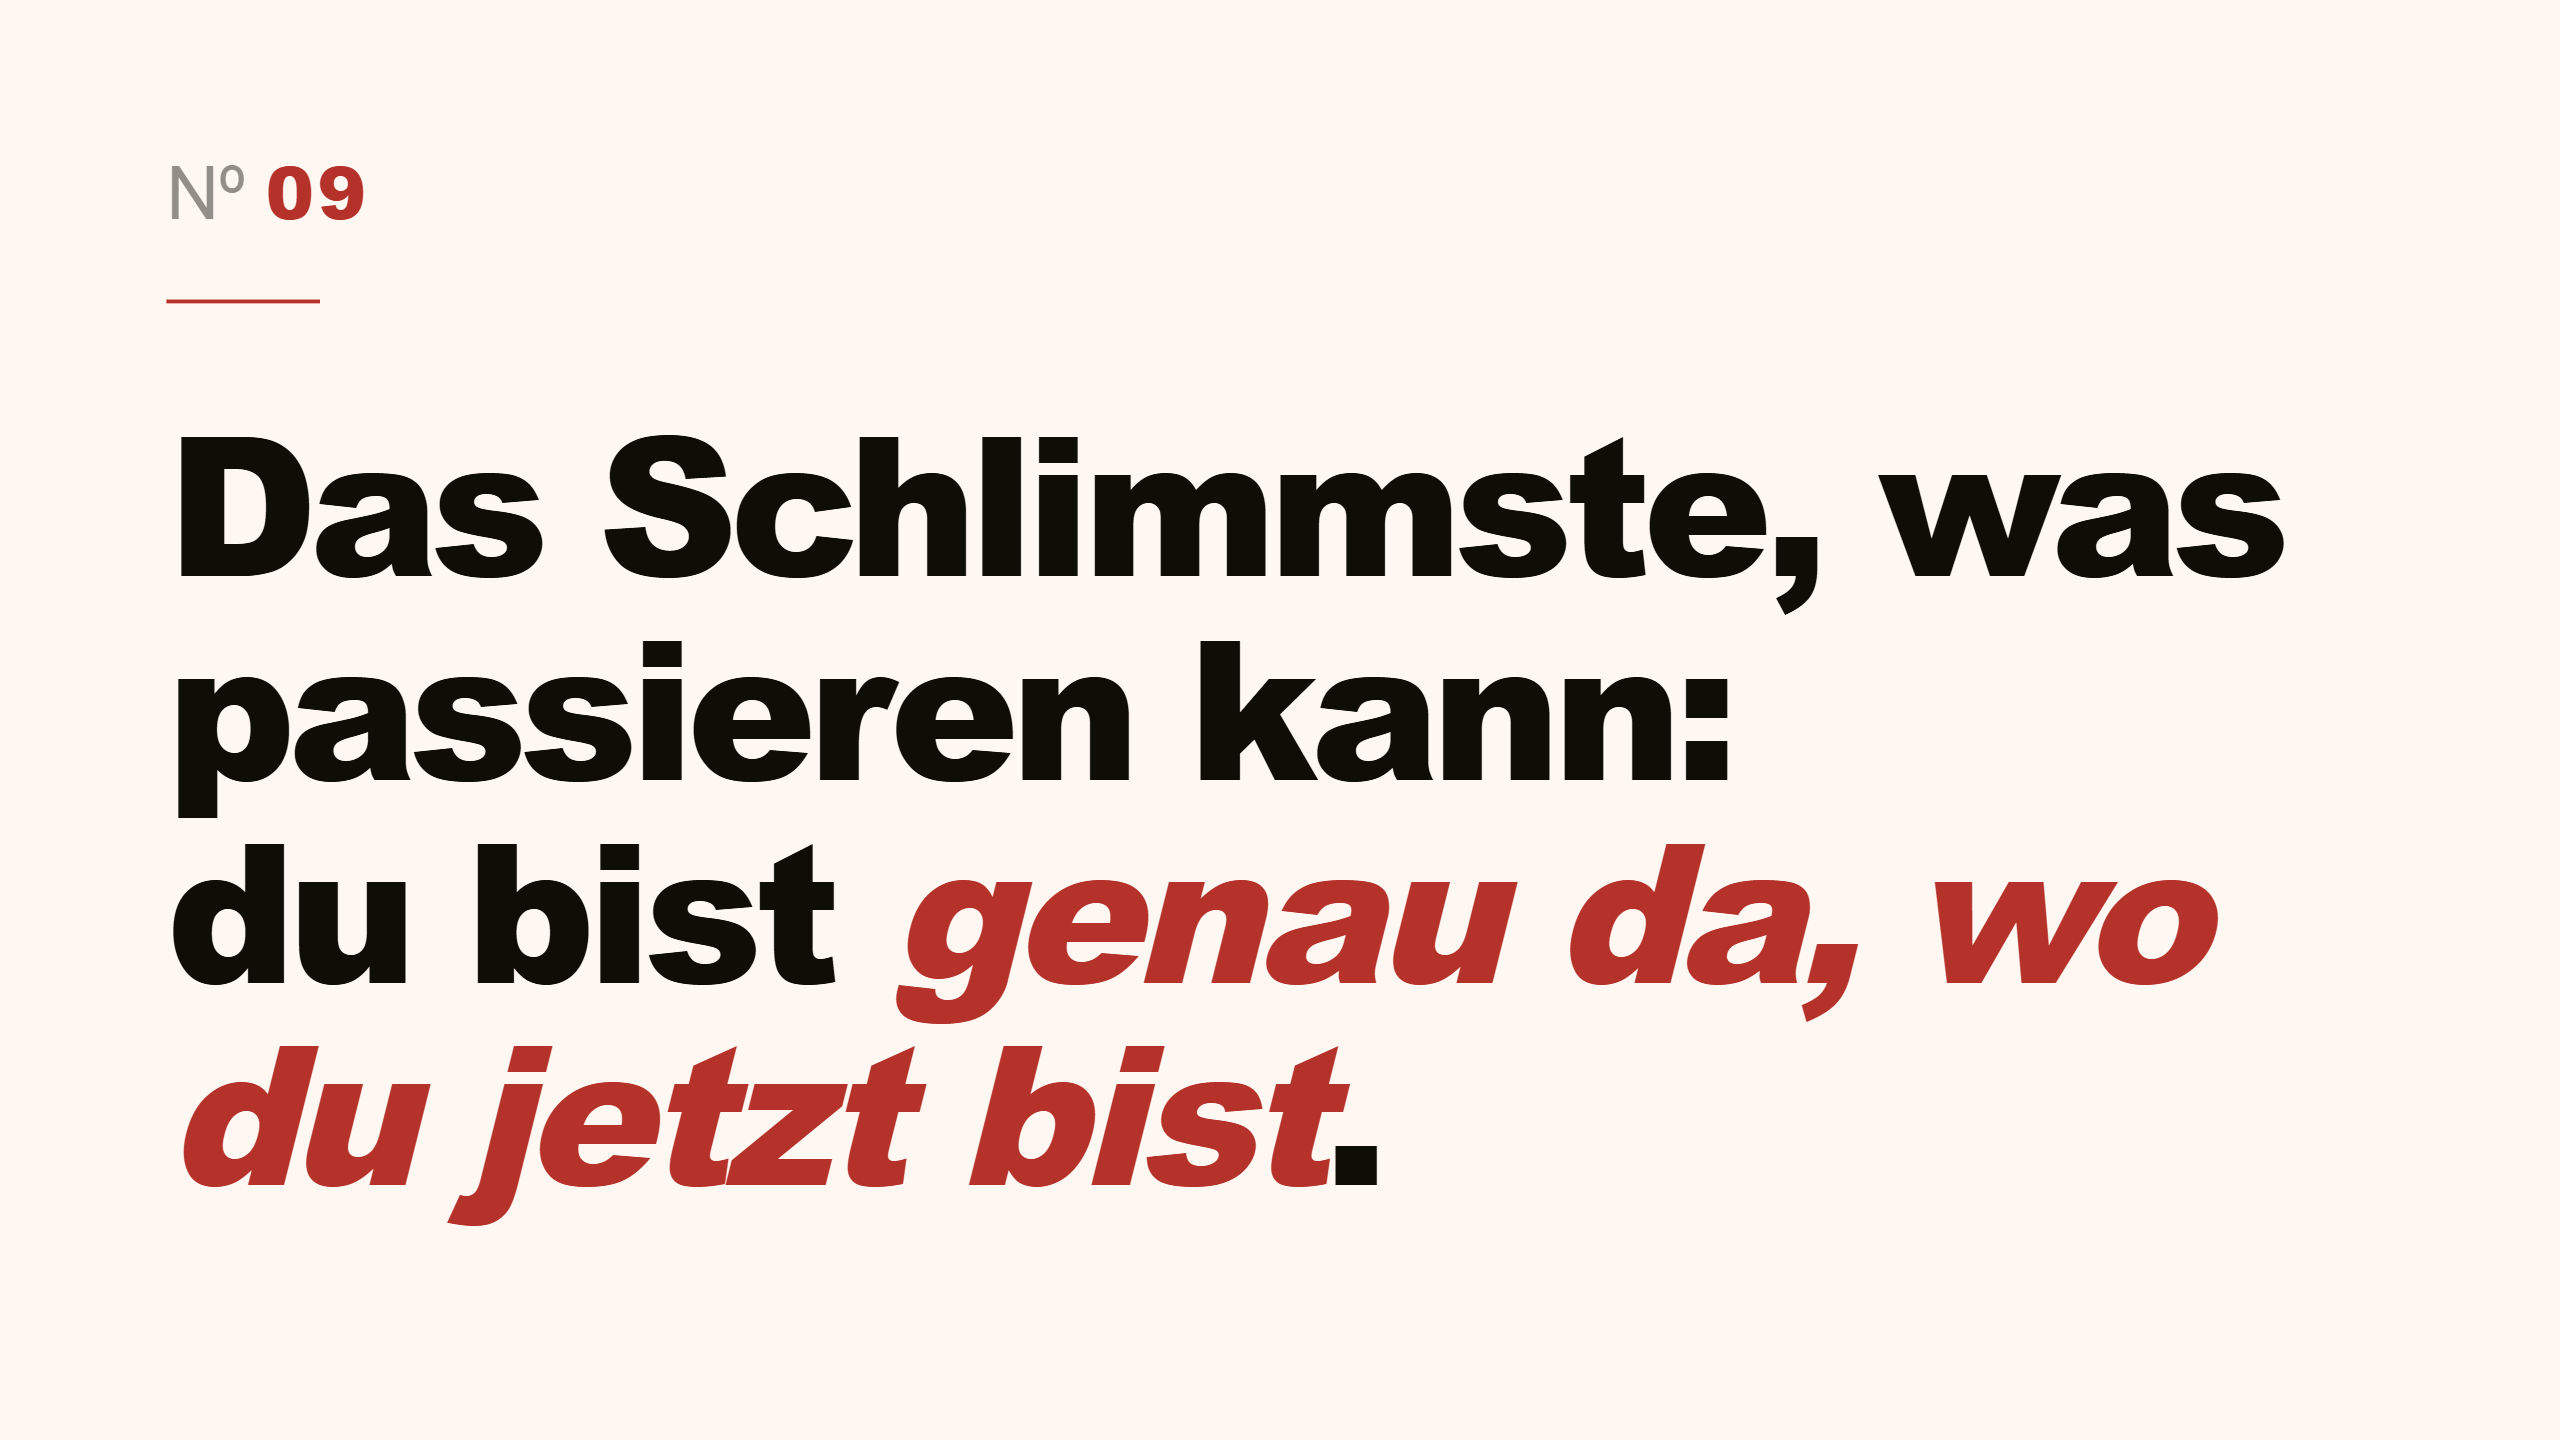 Nº 09
Das Schlimmste, was
passieren kann:
du bist genau da, wo
du jetzt bist.